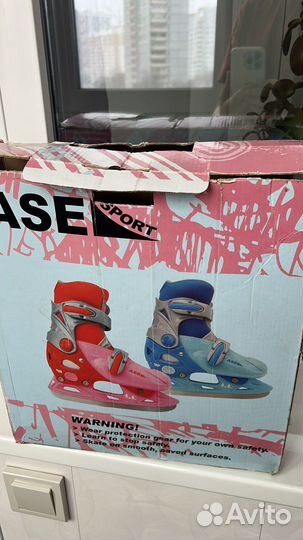 ASE
SPORT
WARNING!
> Wear protection gear for your own safety.
> Learn to stop safely.
> Skate on smooth, paved surfaces.
Avito